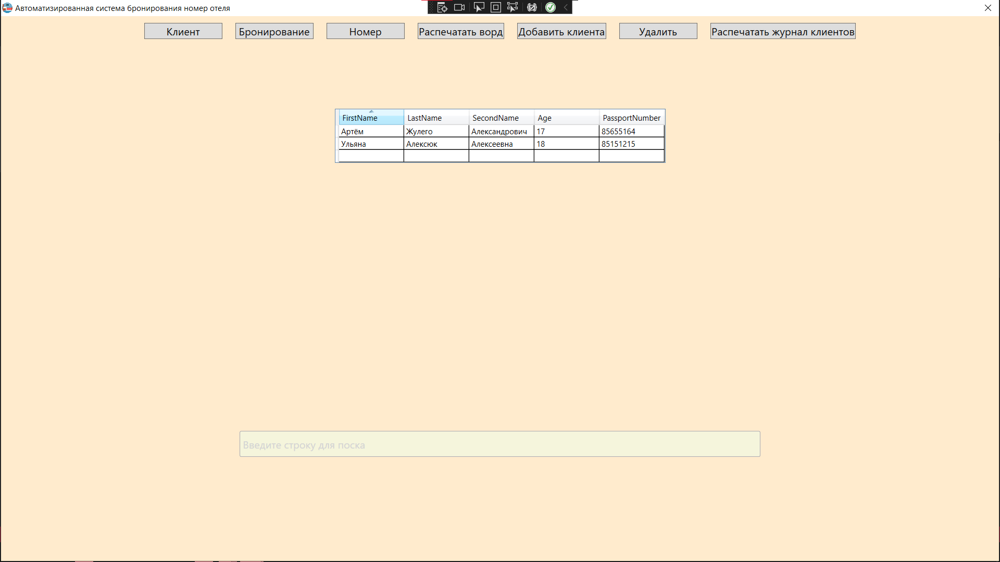 Автоматизированная система бронирования номер отеля
Клиент Бронирование Номер Распечатать ворд Добавить клиента Удалить Распечатать журнал клиентов
FirstName LastName SecondName Age PassportNumber
Артём Жулего Александрович 17 85655164
Ульяна Алексюк Алексеевна 18 85151215
Введите строку для поска